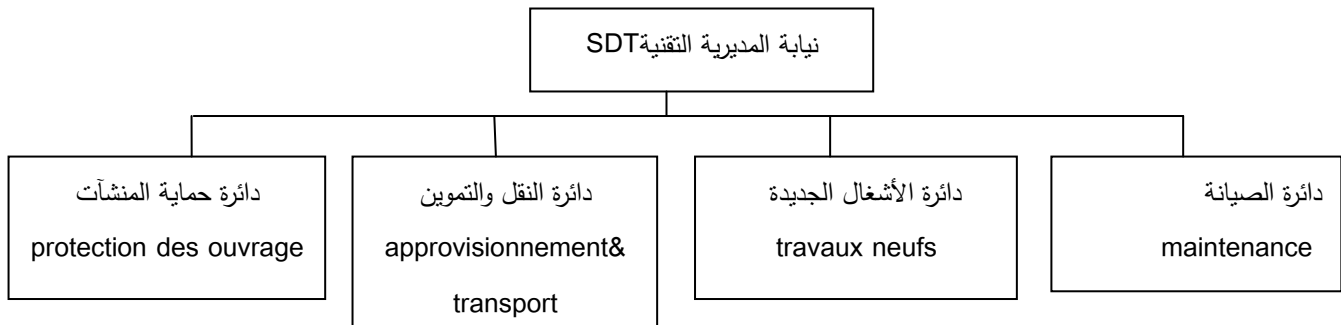 نيابة المديرية التقنيةSDT
دائرة الصيانة
maintenance
دائرة الأشغال الجديدة
travaux neufs
دائرة النقل والتموين
approvisionnement&
transport
دائرة حماية المنشآت
protection des ouvrage